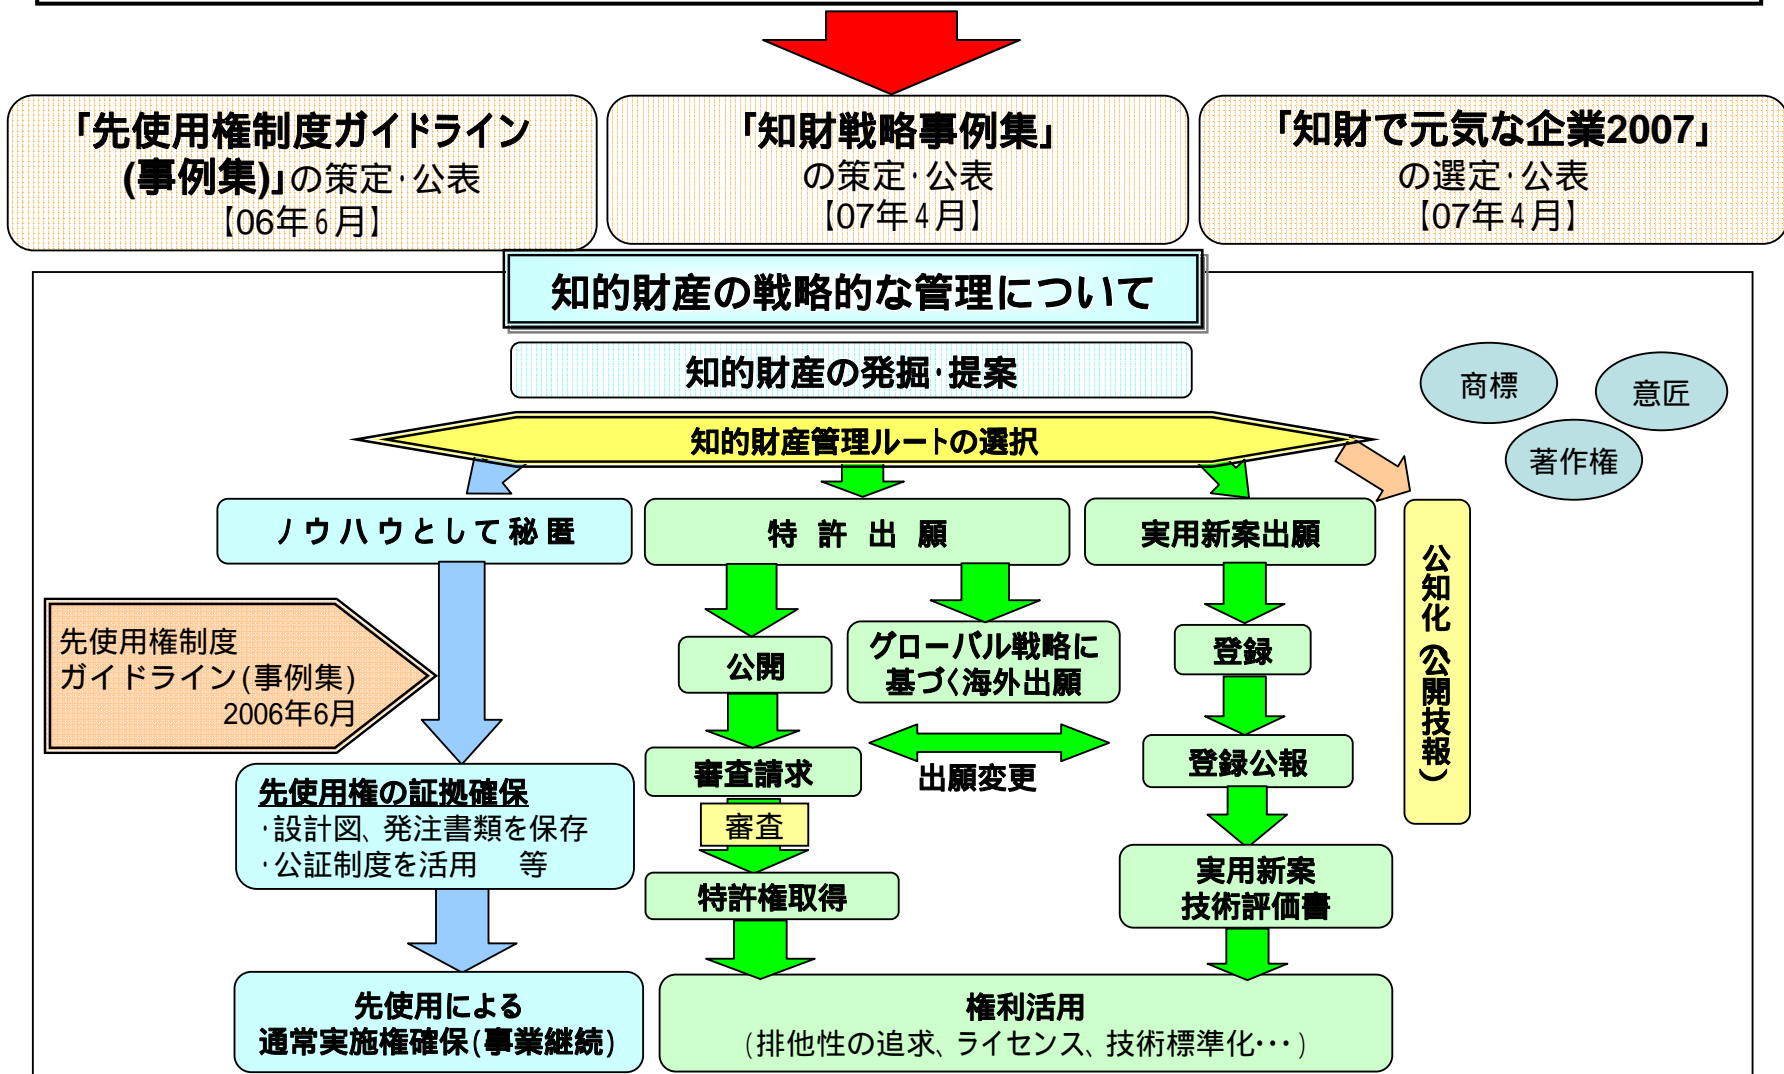 「先使用権制度ガイドライン
(事例集)」の策定・公表
【06年6月】
「知財戦略事例集」
の策定・公表
【07年4月】
「知財で元気な企業2007」
の選定・公表
【07年4月】
知的財産の戦略的な管理について
知的財産の発掘・提案
商標
意匠
著作権
知的財産管理ルートの選択
ノウハウとして秘匿
特許出願
実用新案出願
公知化(公開技報)
先使用権制度
ガイドライン(事例集)
2006年6月
公開
グローバル戦略に
基づく海外出願
登録
審査請求
出願変更
登録公報
先使用権の証拠確保
・設計図、発注書類を保存
・公証制度を活用　等
審査
特許権取得
実用新案
技術評価書
先使用による
通常実施権確保(事業継続)
権利活用
(排他性の追求、ライセンス、技術標準化・・・)